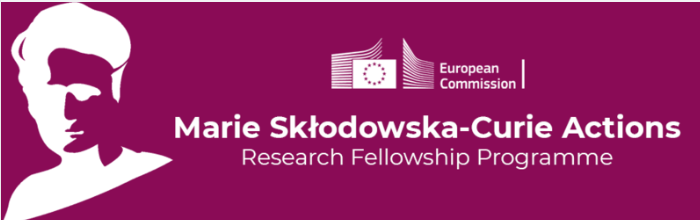 European
Commission
Marie Skłodowska-Curie Actions
Research Fellowship Programme